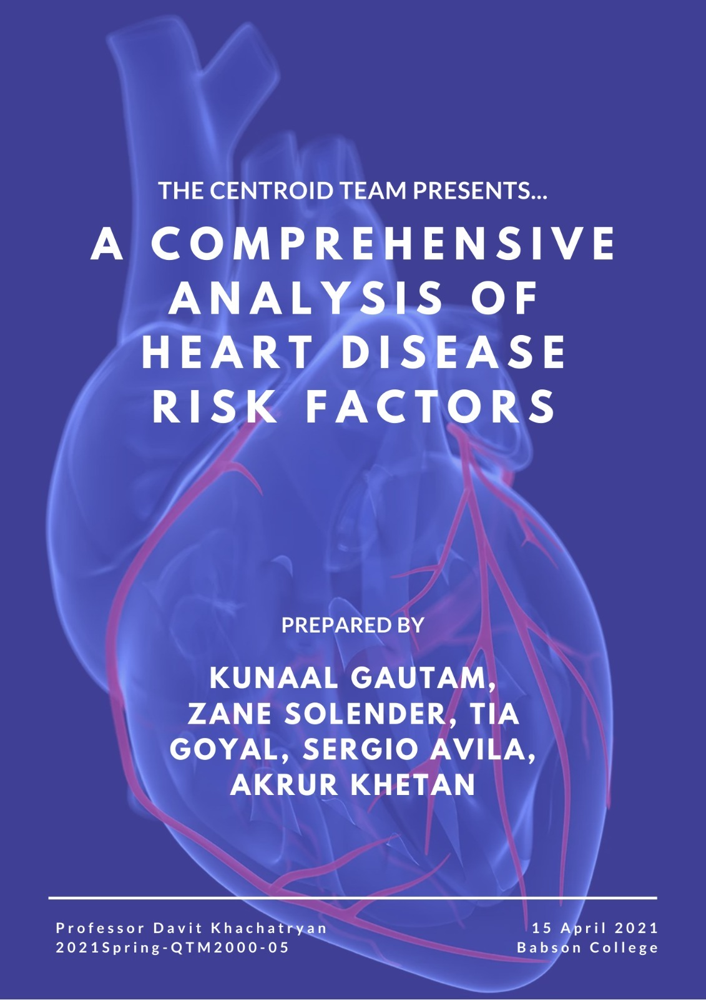 THE CENTROID TEAM PRESENTS...
A COMPREHENSIVE
ANALYSIS OF
HEART DISEASE
RISK FACTORS
PREPARED BY
KUNAAL GAUTAM,
ZANE SOLENDER, TIA
GOYAL, SERGIO AVILA,
AKRUR KHETAN
Professor Davit Khachatryan
2021Spring-QTM2000-05
15 April 2021
Babson College